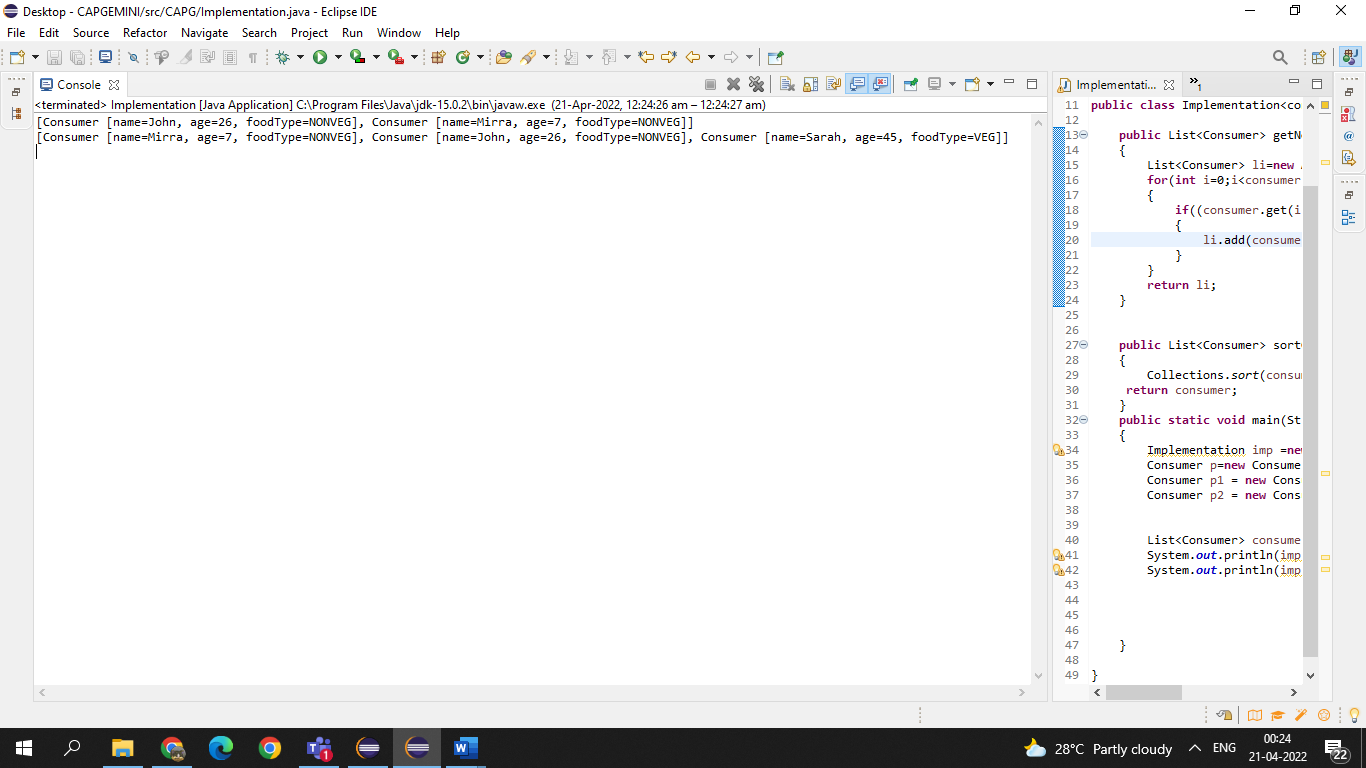 Desktop - CAPGEMINI/src/CAPG/Implementation.java - Eclipse IDE
File Edit Source Refactor Navigate Search Project Run Window Help
Console
<terminated> Implementation [Java Application] C:\Program Files\Java\jdk-15.0.2\bin\javaw.exe (21-Apr-2022, 12:24:26 am – 12:24:27 am)
[Consumer [name=John, age=26, foodType=NONVEG], Consumer [name=Mirra, age=7, foodType=NONVEG]]
[Consumer [name=Mirra, age=7, foodType=NONVEG], Consumer [name=John, age=26, foodType=NONVEG], Consumer [name=Sarah, age=45, foodType=VEG]]
Implementati... »1
11 public class Implementation<co
12
13 public List<Consumer> getN
14 {
15 List<Consumer> li=new
16 for(int i=0;i<consumer
17 {
18 if((consumer.get(i
19 {
20 li.add(consume
21 }
22 }
23 return li;
24 }
25
26
27 public List<Consumer> sort
28 {
29 Collections.sort(consu
30 return consumer;
31 }
32 public static void main(St
33 {
34 Implementation imp =new
35 Consumer p=new Consume
36 Consumer p1 = new Cons
37 Consumer p2 = new Cons
38
39
40 List<Consumer> consume
41 System.out.println(imp
42 System.out.println(imp
43
44
45
46
47 }
48
49 }
28°C Partly cloudy
ENG
00:24
21-04-2022
22
1